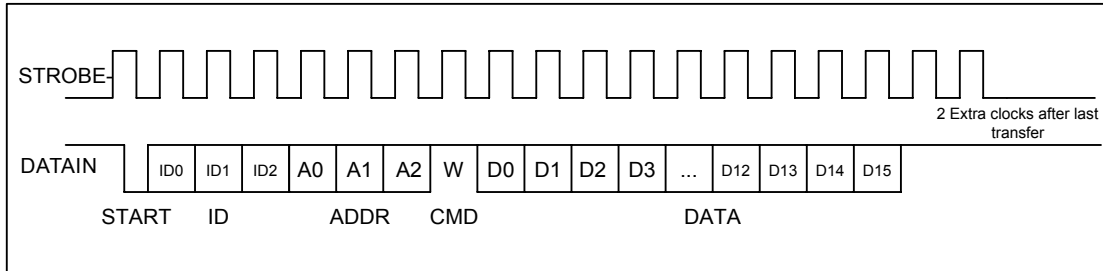 STROBE-
2 Extra clocks after last
transfer
DATAIN
ID0 ID1 ID2 A0 A1 A2 W D0 D1 D2 D3 ... D12 D13 D14 D15
START ID ADDR CMD DATA